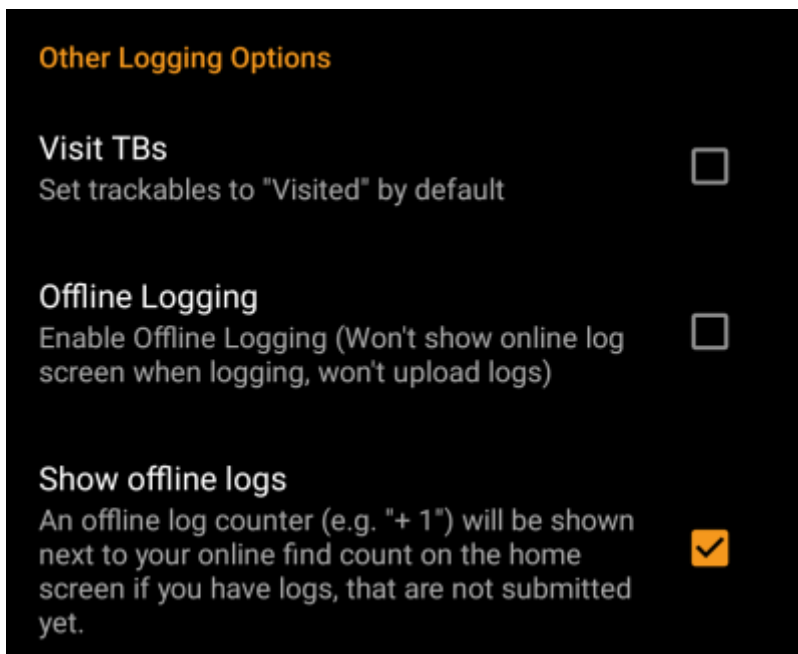 Other Logging Options
Visit TBs
Set trackables to "Visited" by default
Offline Logging
Enable Offline Logging (Won't show online log
screen when logging, won't upload logs)
Show offline logs
An offline log counter (e.g. "+ 1") will be shown
next to your online find count on the home
screen if you have logs, that are not submitted
yet.